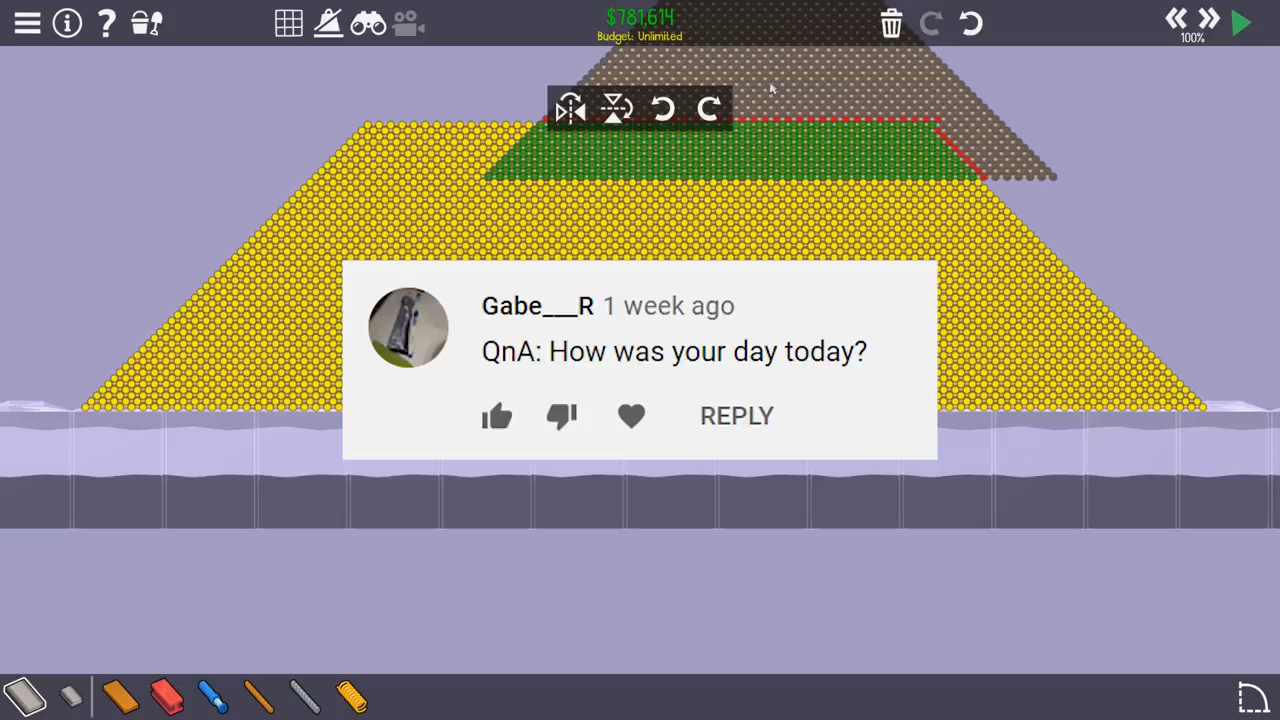 $781,614
Budget: Unlimited
100%
Gabe___R 1 week ago
QnA: How was your day today?
REPLY